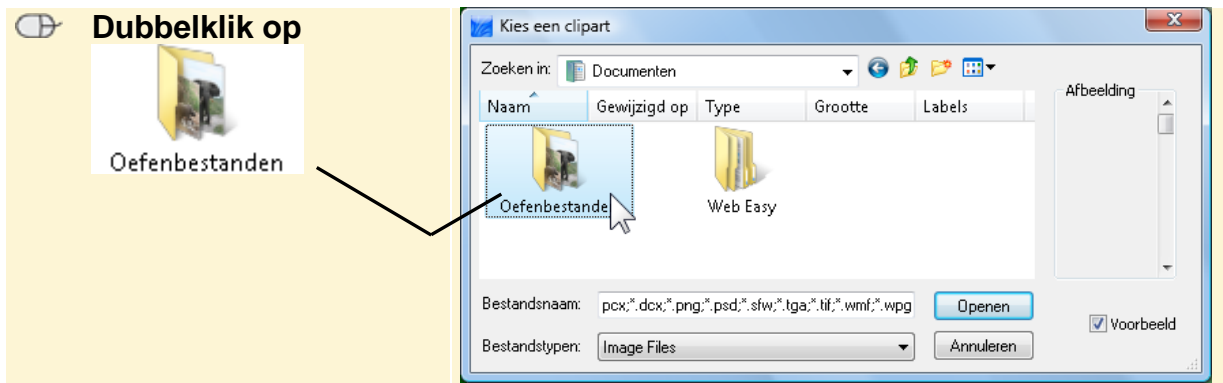 Dubbelklik op
Oefenbestanden
Kies een clipart
Zoeken in: Documenten
Naam Gewijzigd op Type Grootte Labels
Afbeelding
Oefenbestande Web Easy
Bestandsnaam: pcx;*.dcx;*.png;*.psd;*.sfw;*.tga;*.tif;*.wmf;*.wpg Openen
Voorbeeld
Bestandstypen: Image Files Annuleren